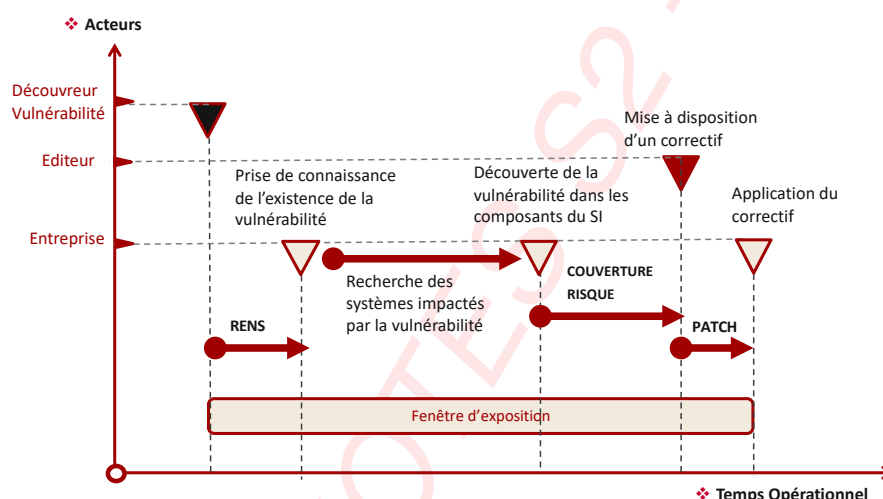 ❖ Acteurs
Découvreur
Vulnérabilité
Editeur
Entreprise
Mise à disposition
d'un correctif
Prise de connaissance
de l'existence de la
vulnérabilité
Découverte de la
vulnérabilité dans les
composants du SI
Application du
correctif
Recherche des
systèmes impactés
par la vulnérabilité
COUVERTURE
RISQUE
RENS
PATCH
Fenêtre d'exposition
❖ Temps Opérationnel
OTES S2